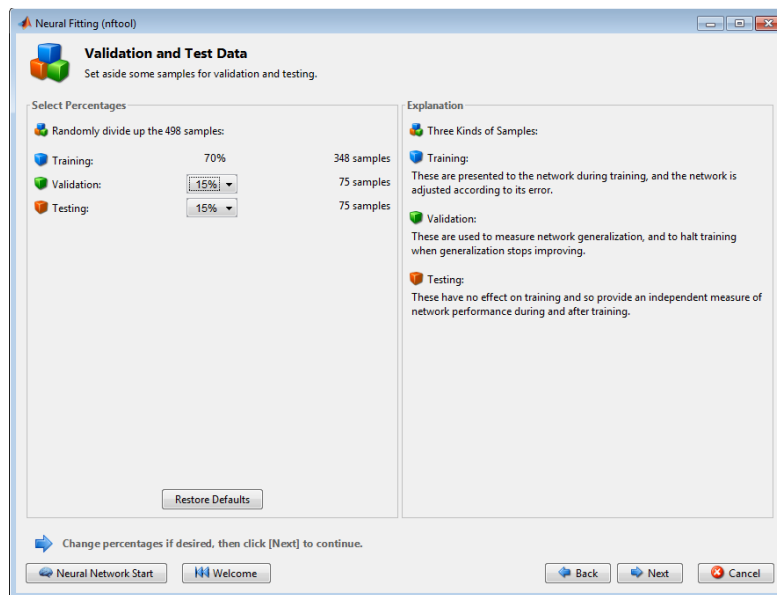 Neural Fitting (nftool)
Validation and Test Data
Set aside some samples for validation and testing.
Select Percentages
Randomly divide up the 498 samples:
Training: 70% 348 samples
Validation: 15% 75 samples
Testing: 15% 75 samples
Restore Defaults
Explanation
Three Kinds of Samples:
Training:
These are presented to the network during training, and the network is
adjusted according to its error.
Validation:
These are used to measure network generalization, and to halt training
when generalization stops improving.
Testing:
These have no effect on training and so provide an independent measure of
network performance during and after training.
Change percentages if desired, then click [Next] to continue.
Neural Network Start Welcome Back Next Cancel